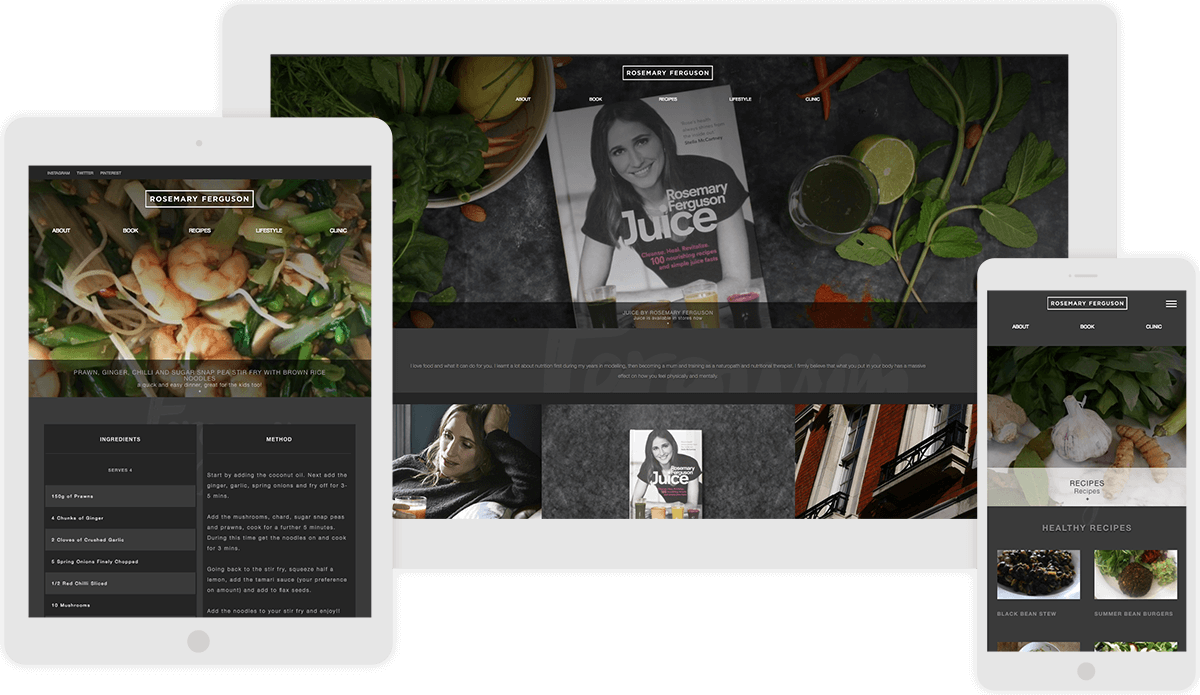 ROSEMARY FERGUSON
ABOUT BOOK RECIPES LIFESTYLE CLINIC
Stella McCartney
Rosemary
Ferguson
Juice
Cleanse. Heal. Revitalize.
100 nourishing recipes
and simple juice fasts
JUICE BY ROSEMARY FERGUSON
Juice is available in stores now
I love food and what it can do for you. I learnt a lot about nutrition first during my years in modelling, then becoming a mum and training as a naturopath and nutritional therapist. I firmly believe that what you put in your body has a massive
effect on how you feel physically and mentally.
Rosemary
Ferguson
Juice
INSTAGRAM TWITTER PINTEREST
ROSEMARY FERGUSON
ABOUT BOOK RECIPES LIFESTYLE CLINIC
PRAWN, GINGER, CHILLI AND SUGAR SNAP PEA STIR FRY WITH BROWN RICE
NOODLES
a quick and easy dinner; great for the kids too!
INGREDIENTS
SERVES 4
150g of Prawns
4 Chunks of Ginger
2 Cloves of Crushed Garlic
5 Spring Onions Finely Chopped
1/2 Red Chilli Sliced
10 Mushrooms
METHOD
Start by adding the coconut oil. Next add the
ginger, garlic, spring onions and fry off for 3-
5 mins.
Add the mushrooms, chard, sugar snap peas
and prawns, cook for a further 5 minutes.
During this time get the noodles on and cook
for 3 mins.
Going back to the stir fry, squeeze half a
lemon, add the tamari sauce (your preference
on amount) and add to flax seeds.
Add the noodles to your stir fry and enjoy!!
ROSEMARY FERGUSON
ABOUT BOOK CLINIC
RECIPES
Recipes
HEALTHY RECIPES
BLACK BEAN STEW
SUMMER BEAN BURGERS